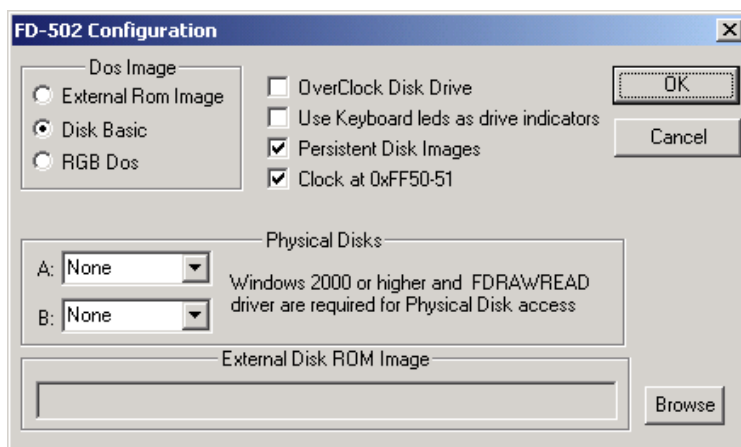 FD-502 Configuration
Dos Image
External Rom Image
Disk Basic
RGB Dos
OverClock Disk Drive
Use Keyboard leds as drive indicators
Persistent Disk Images
Clock at 0xFF50-51
OK
Cancel
Physical Disks
A: None
B: None
Windows 2000 or higher and FDRAWREAD
driver are required for Physical Disk access
External Disk ROM Image
Browse